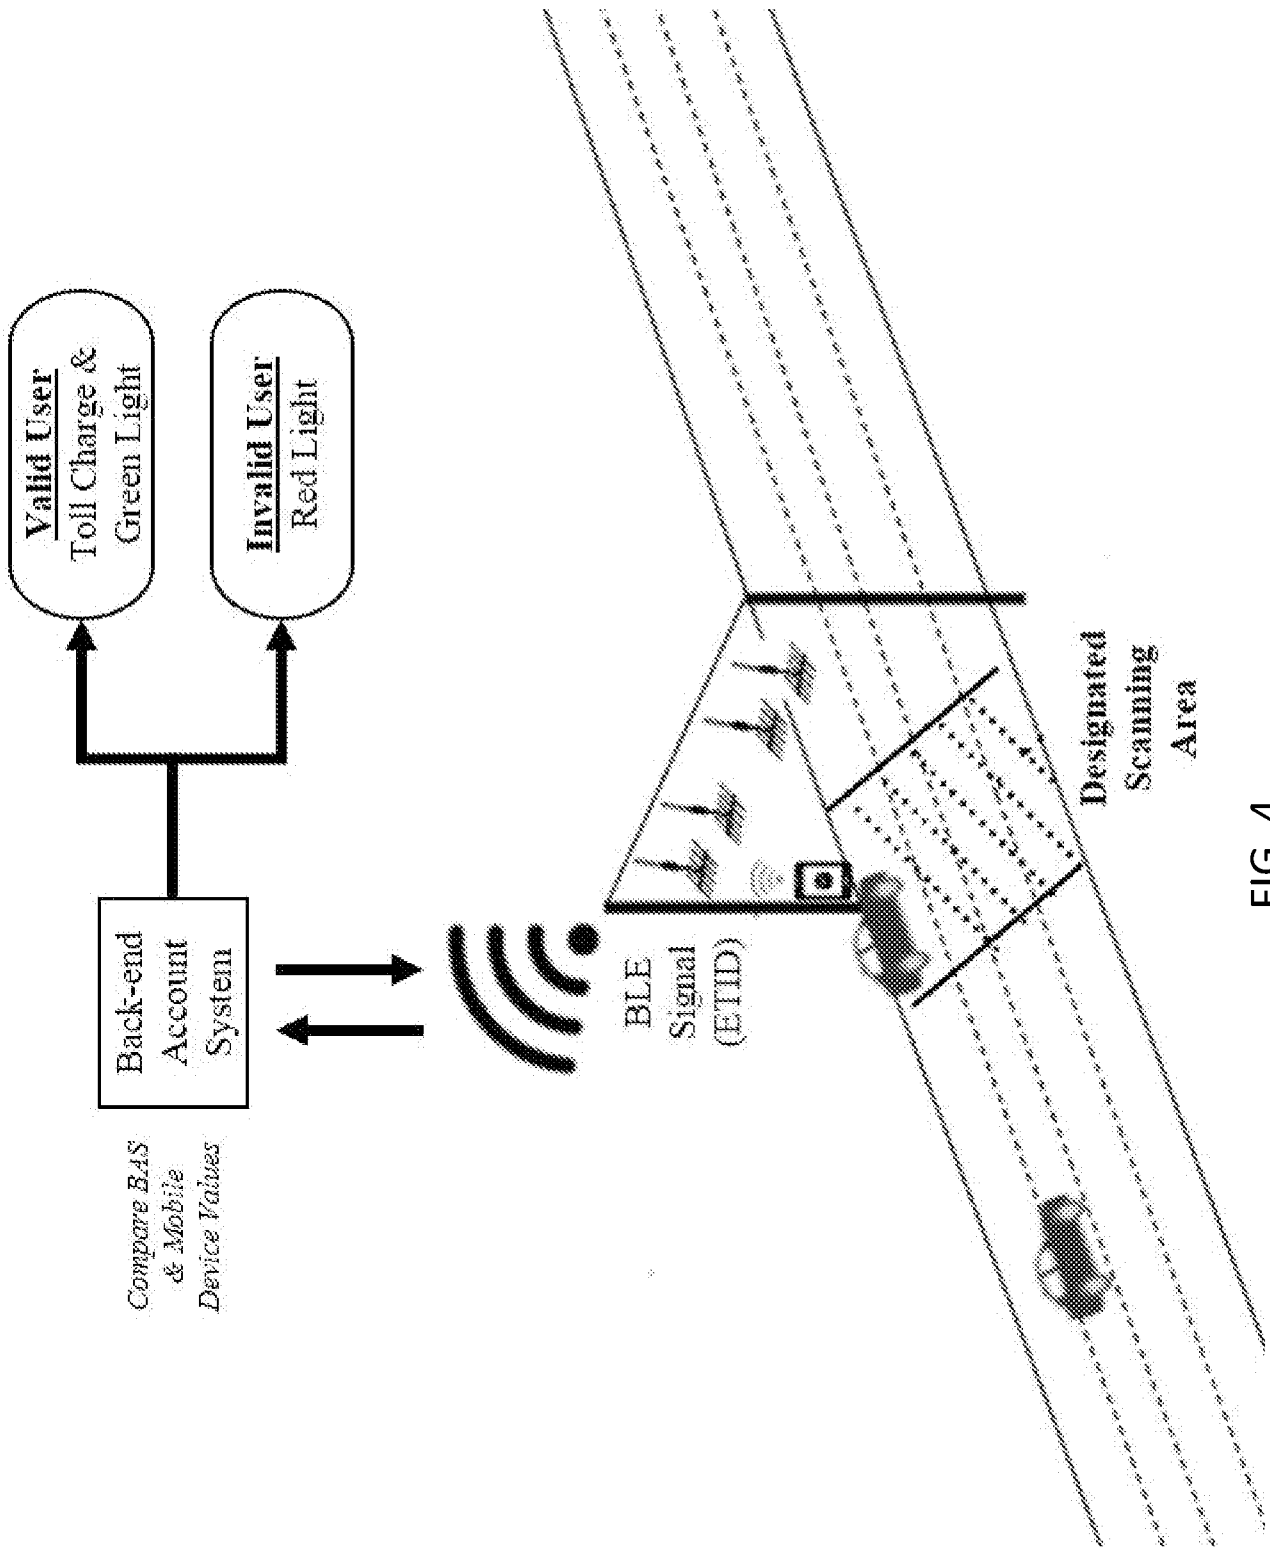 Compare BAS
& Mobile
Device Values
Back-end
Account
System
Valid User
Toll Charge &
Green Light
Invalid User
Red Light
BLE
Signal
(ETID)
Designated
Scanning
Area
FIG. 4